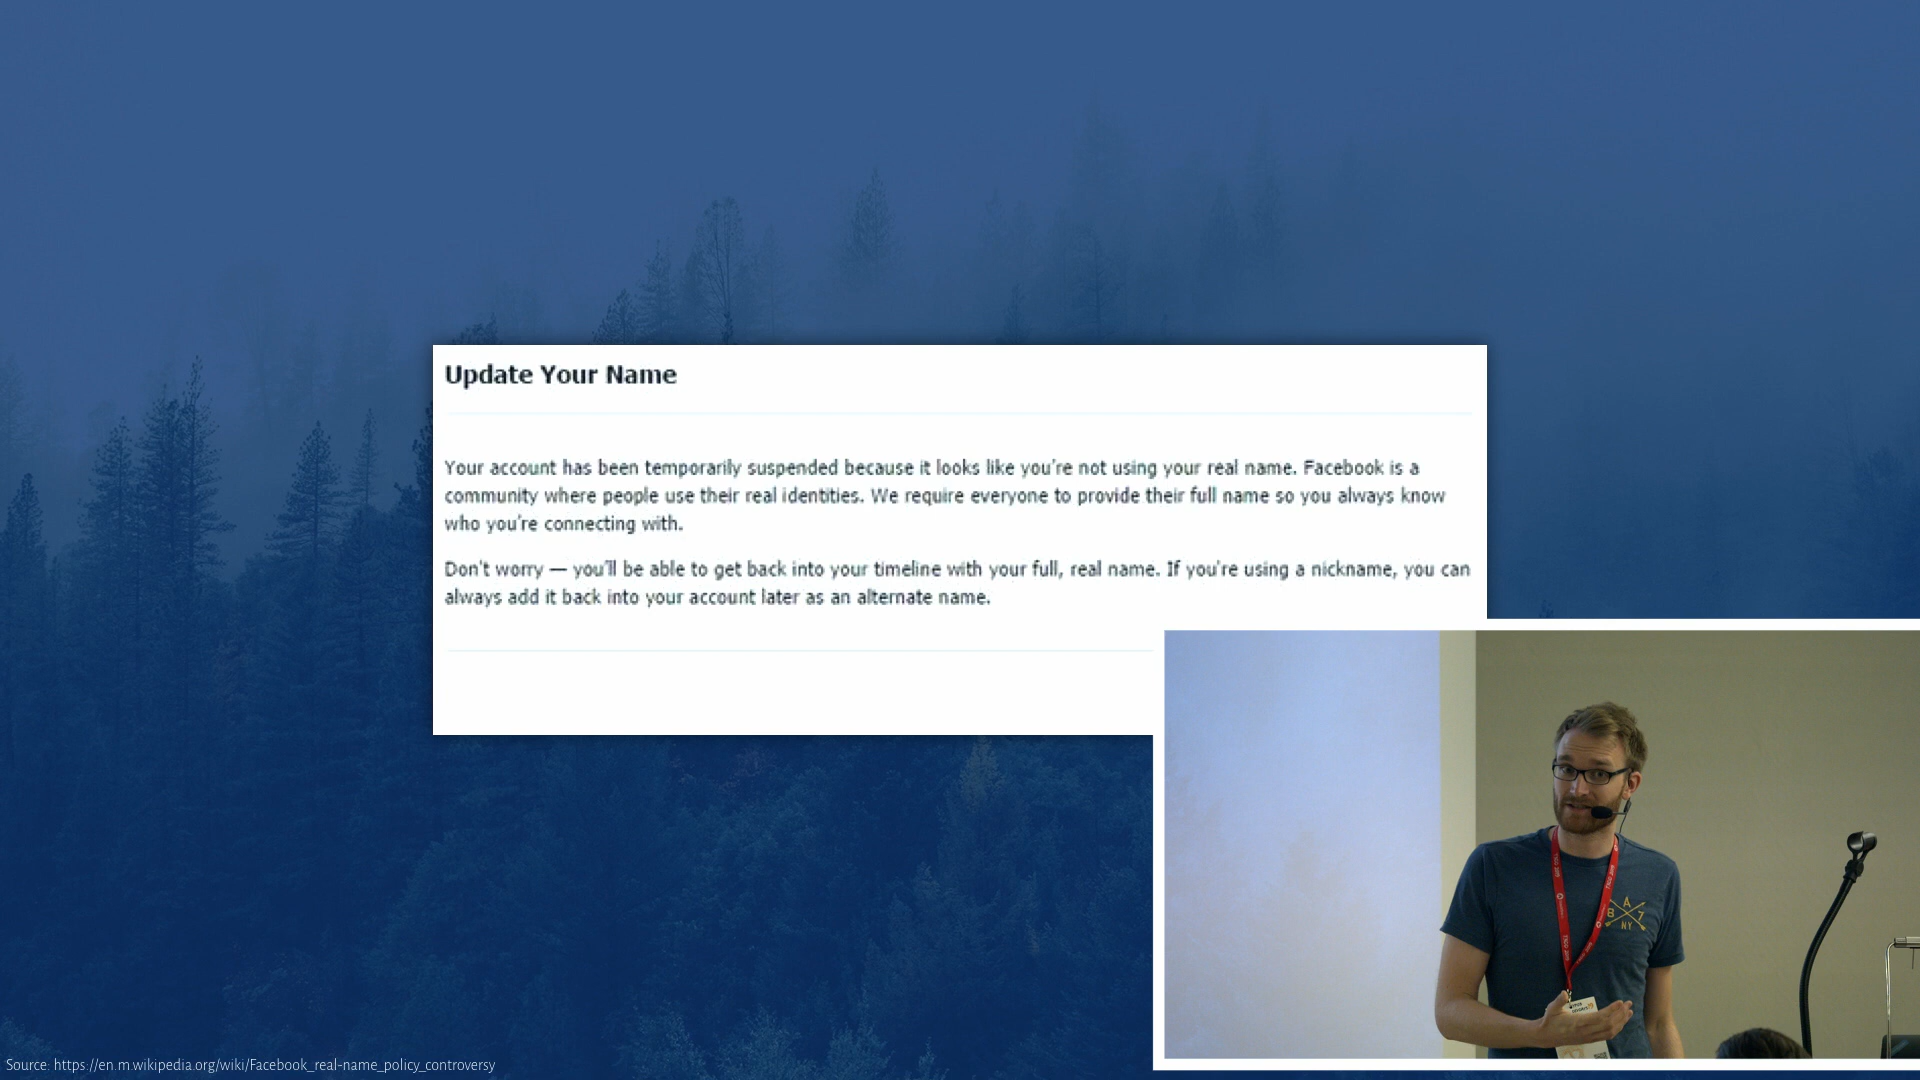 Update Your Name
Your account has been temporarily suspended because it looks like you're not using your real name. Facebook is a
community where people use their real identities. We require everyone to provide their full name so you always know
who you're connecting with.
Don't worry — you'll be able to get back into your timeline with your full, real name. If you're using a nickname, you can
always add it back into your account later as an alternate name.
A
8 7
NY
Source: https://en.m.wikipedia.org/wiki/Facebook_real-name_policy_controversy